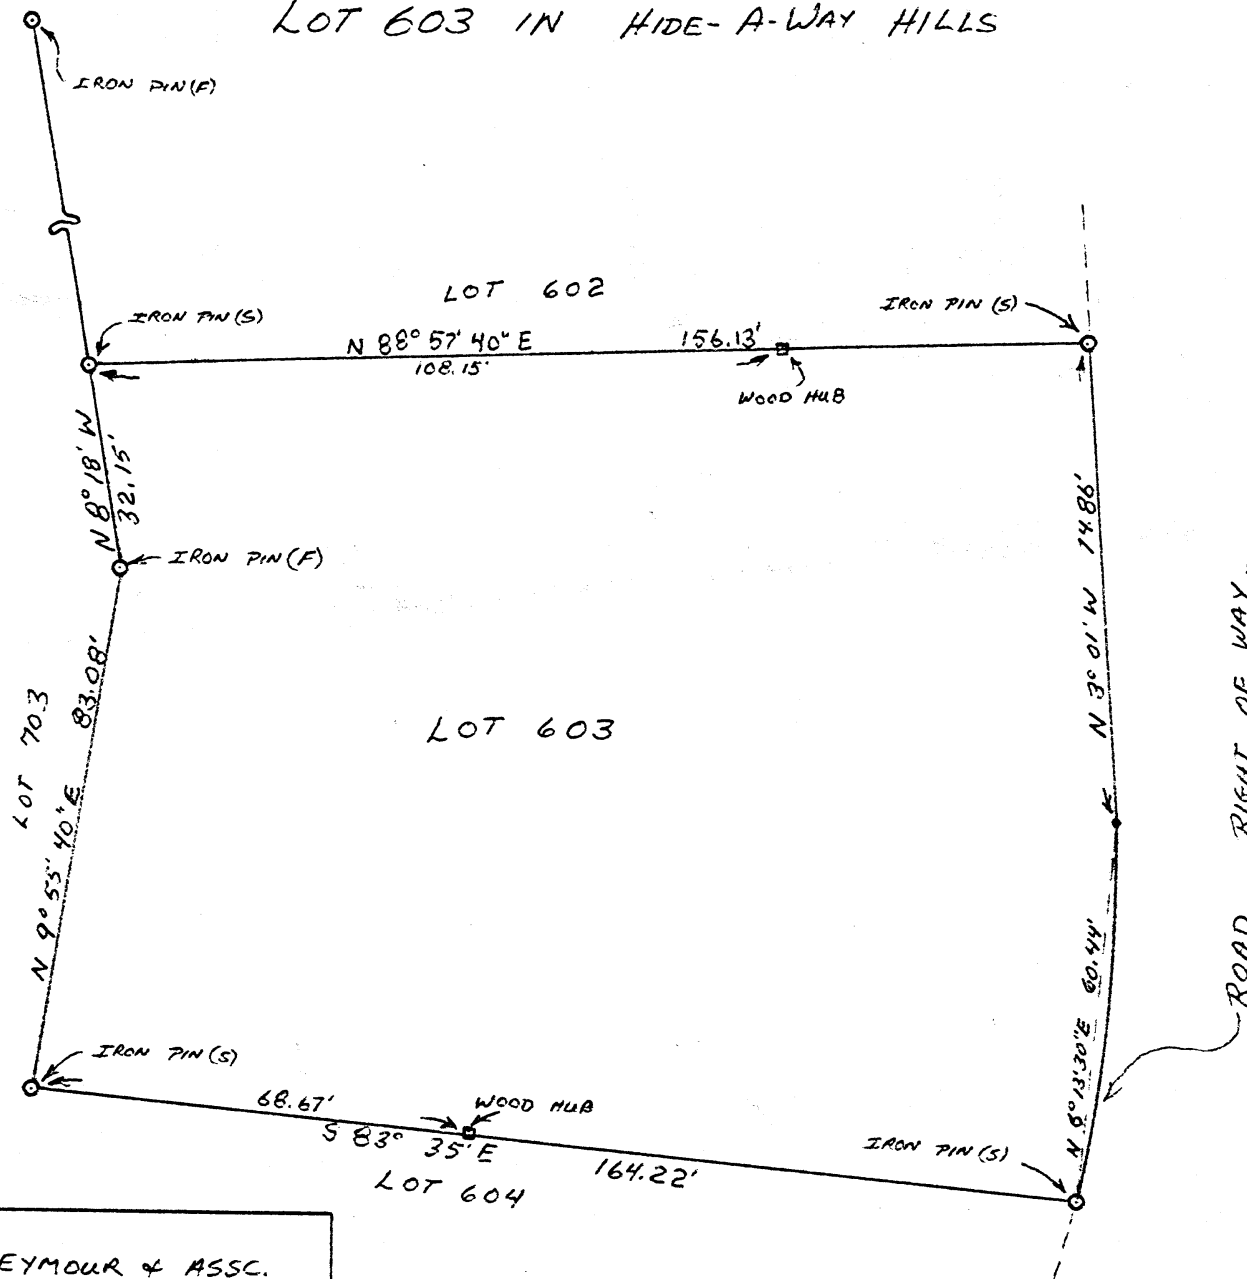 LOT 603 IN HIDE-A-WAY HILLS
IRON PIN(F)
LOT 602
IRON PIN(S)
IRON PIN(S)
N 88° 57' 40" E
156.13'
108.15'
WOOD HUB
N 8° 18' W
32.15'
IRON PIN(F)
N 3° 01' W 74.86'
LOT 703
N 9° 55' 40" E 83.08'
LOT 603
ROAD RIGHT OF WAY
N 6° 13' 30" E 60.44'
IRON PIN(S)
68.67'
WOOD HUB
S 83° 35' E
164.22'
IRON PIN(S)
LOT 604
EYMOUR & ASSC.